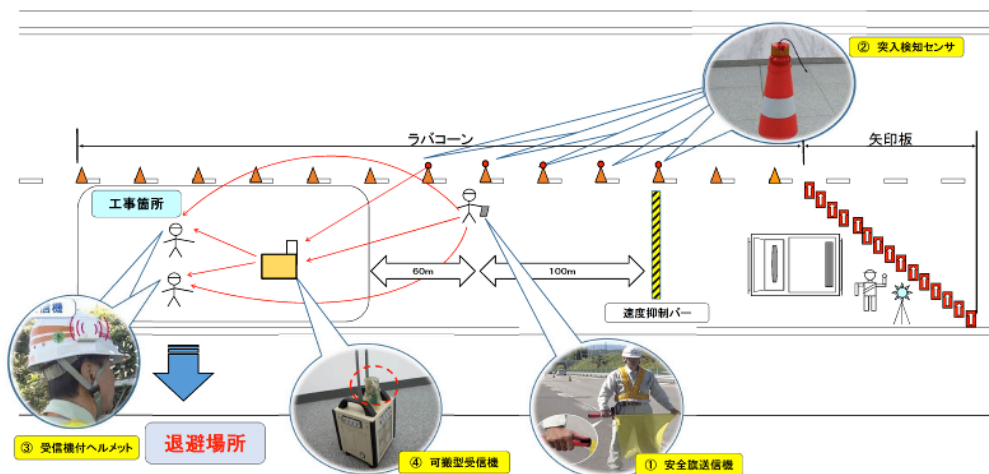 ② 突入検知センサ
ラバコーン
矢印板
工事箇所
60m
100m
速度抑制バー
信機
③ 受信機付ヘルメット
退避場所
④ 可搬型受信機
① 安全旗送信機